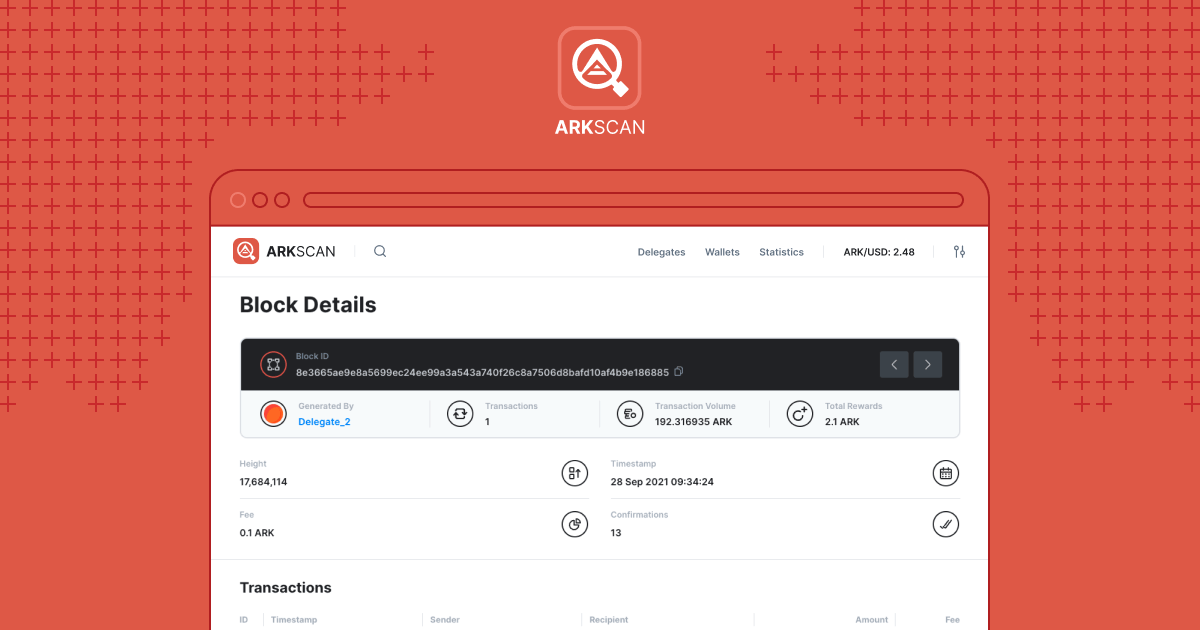 ARKSCAN
ARKSCAN
Delegates Wallets Statistics ARK/USD: 2.48
Block Details
Block ID
8e3665ae9e8a5699ec24ee99a3a543a740f26c8a7506d8bafd10af4b9e186885
Generated By Transactions Transaction Volume Total Rewards
Delegate_2 1 192.316935 ARK 2.1 ARK
Height Timestamp
17,684,114 28 Sep 2021 09:34:24
Fee Confirmations
0.1 ARK 13
Transactions
ID Timestamp Sender Recipient Amount Fee